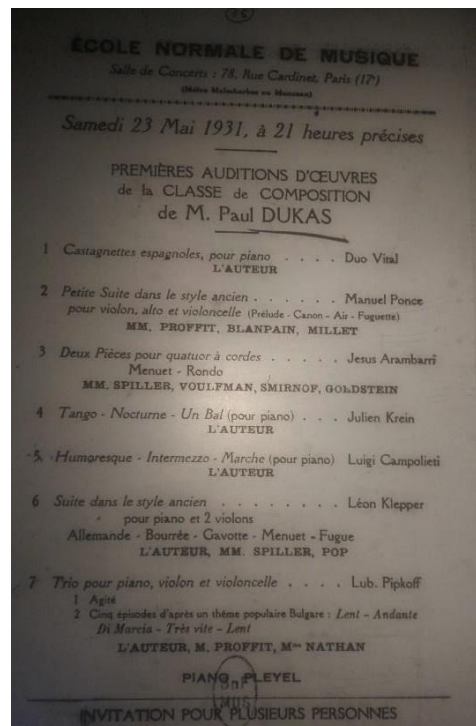 ÉCOLE NORMALE DE MUSIQUE
Salle de Concerts : 78, Rue Cardinet, Paris (17e)
(Métro Malesherbes ou Monceau)
Samedi 23 Mai 1931, à 21 heures précises
PREMIÈRES AUDITIONS D'ŒUVRES
de la CLASSE de COMPOSITION
de M. Paul DUKAS
1 Castagnettes espagnoles, pour piano . . . . Duo Vital
L'AUTEUR
2 Petite Suite dans le style ancien . . . . . . Manuel Ponce
pour violon, alto et violoncelle (Prélude - Canon - Air - Fuguette)
MM. PROFFIT, BLANPAIN, MILLET
3 Deux Pièces pour quatuor à cordes . . . . . Jesus Arambarri
Menuet - Rondo
MM. SPILLER, VOULFMAN, SMIRNOF, GOLDSTEIN
4 Tango - Nocturne - Un Bal (pour piano) . . . Julien Krein
L'AUTEUR
5. Humoresque - Intermezzo - Marche (pour piano) Luigi Campolieti
L'AUTEUR
6 Suite dans le style ancien . . . . . . . . Léon Klepper
pour piano et 2 violons
Allemande - Bourrée - Gavotte - Menuet - Fugue
L'AUTEUR, MM. SPILLER, POP
7 Trio pour piano, violon et violoncelle . . . . Lub. Pipkoff
1 Agité
2 Cinq épisodes d'après un thème populaire Bulgare : Lent - Andante
Di Marcia - Très vite - Lent
L'AUTEUR, M. PROFFIT, Mme NATHAN
PIANO PLEYEL
MUS
INVITATION POUR PLUSIEURS PERSONNES